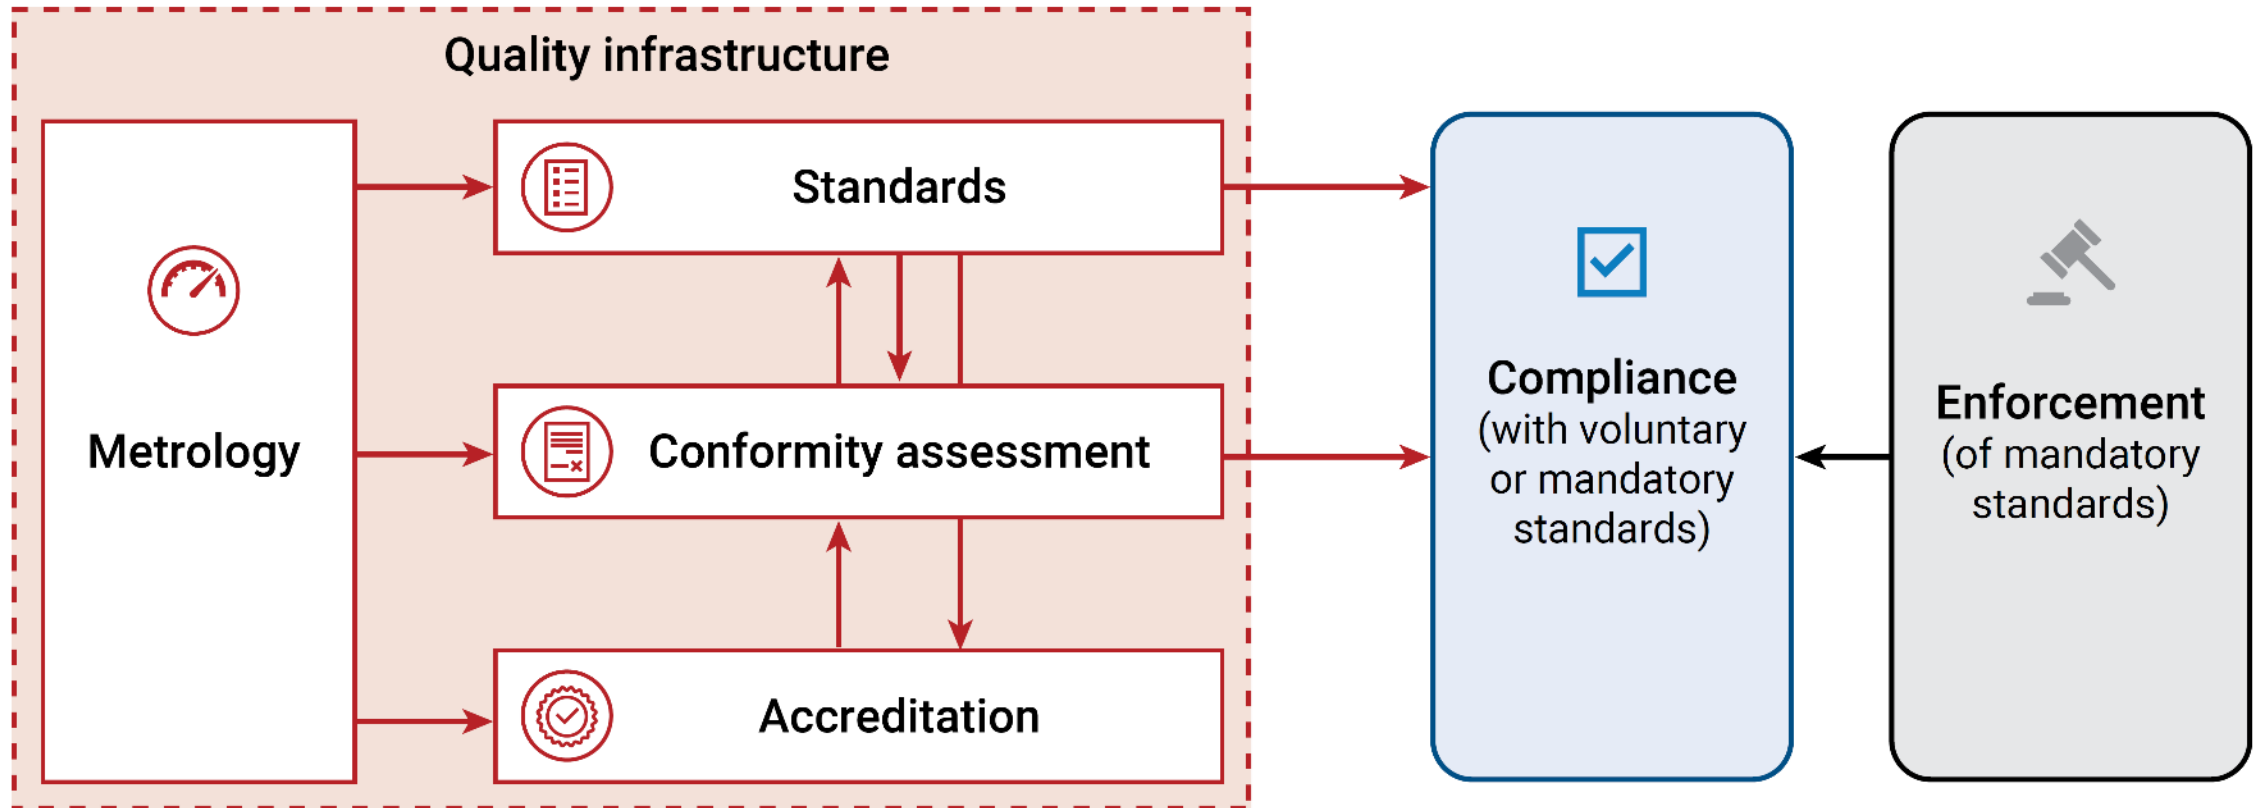 Quality infrastructure
Metrology
Standards
Conformity assessment
Accreditation
Compliance
(with voluntary
or mandatory
standards)
Enforcement
(of mandatory
standards)